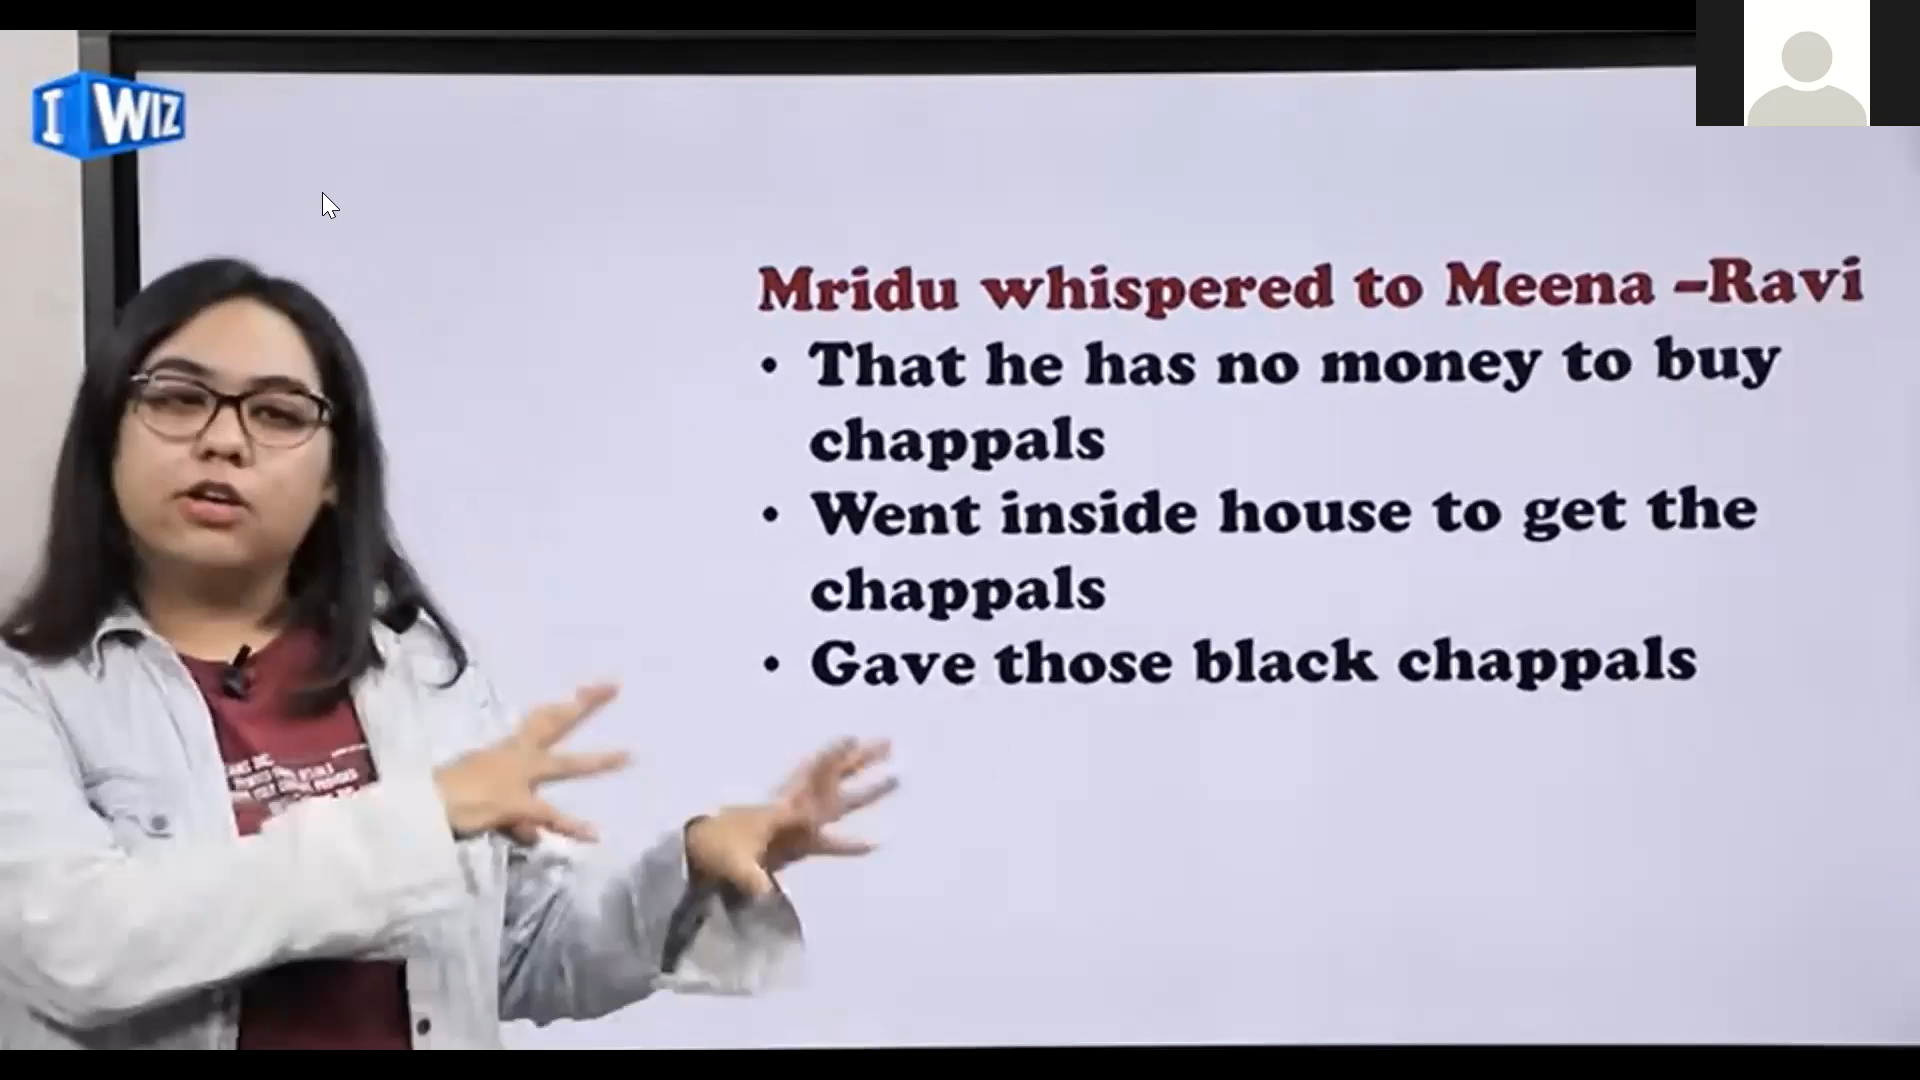 I WIZ
Mridu whispered to Meena –Ravi
• That he has no money to buy
chappals
• Went inside house to get the
chappals
• Gave those black chappals